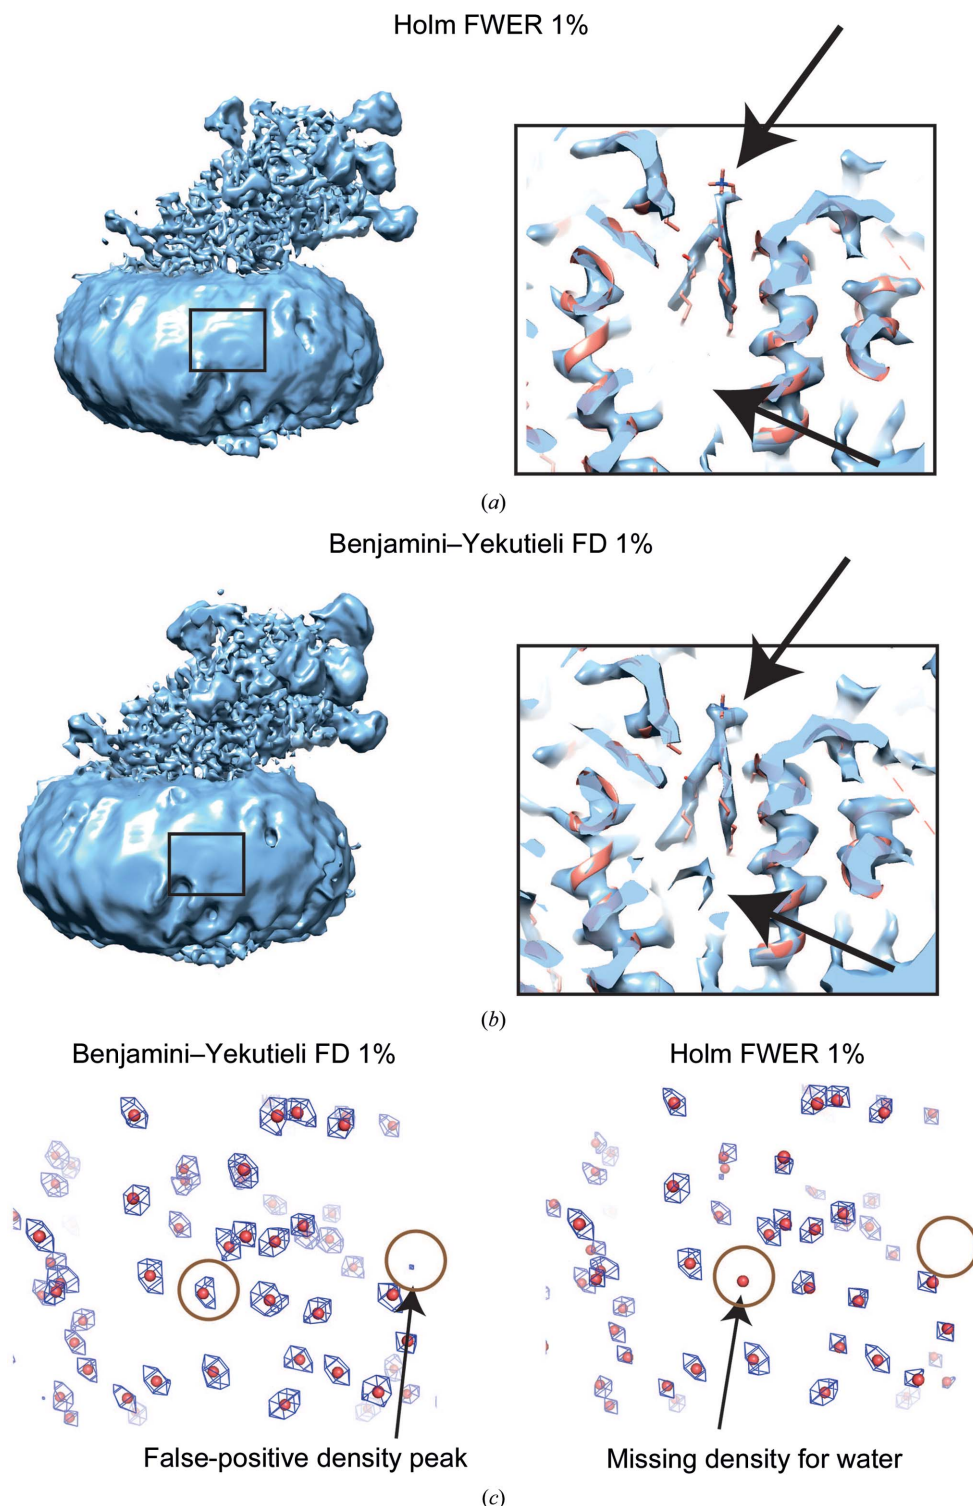 Holm FWER 1%
(a)
Benjamini–Yekutieli FD 1%
(b)
Benjamini–Yekutieli FD 1%
Holm FWER 1%
False-positive density peak
Missing density for water
(c)